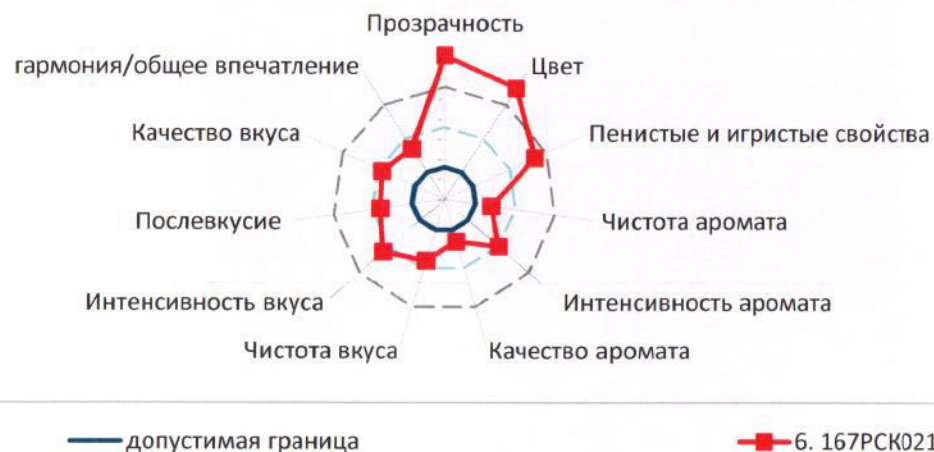 Прозрачность
гармония/общее впечатление
Цвет
Качество вкуса
Пенистые и игристые свойства
Послевкусие
Чистота аромата
Интенсивность вкуса
Интенсивность аромата
Чистота вкуса
Качество аромата
допустимая граница
6. 167РСК021